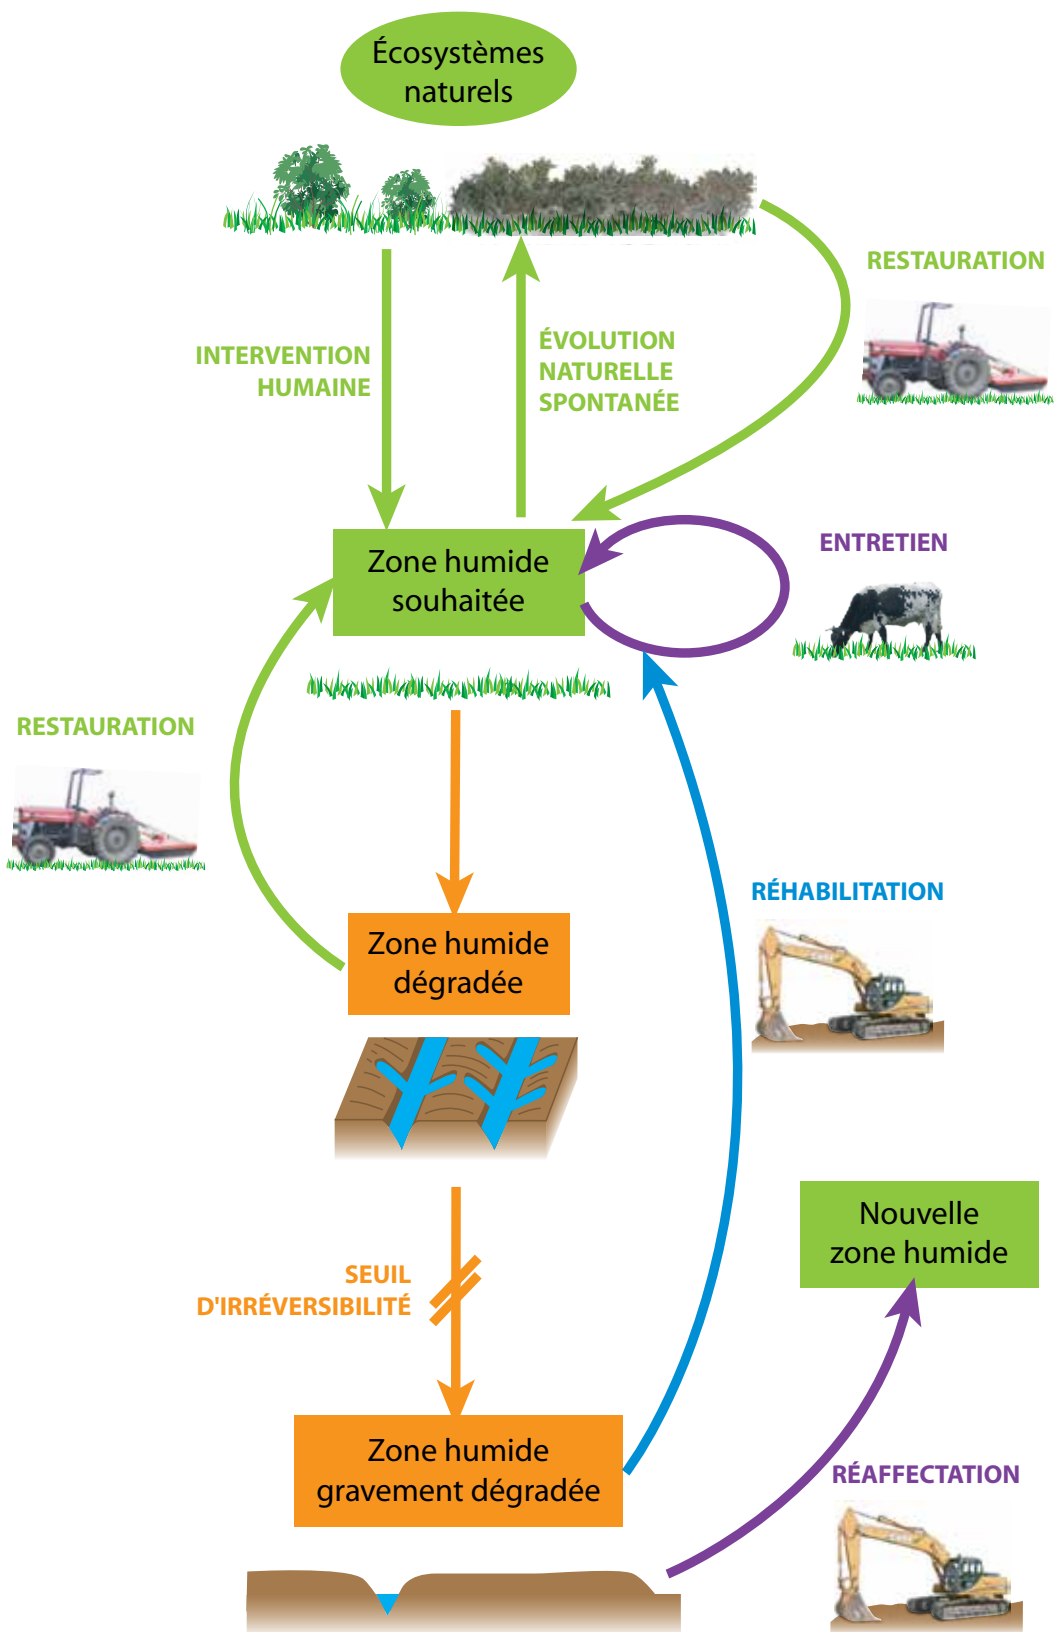 Écosystèmes
naturels
RESTAURATION
INTERVENTION
HUMAINE
ÉVOLUTION
NATURELLE
SPONTANÉE
Zone humide
souhaitée
ENTRETIEN
RESTAURATION
Zone humide
dégradée
RÉHABILITATION
Nouvelle
zone humide
SEUIL
D'IRRÉVERSIBILITÉ
Zone humide
gravement dégradée
RÉAFFECTATION